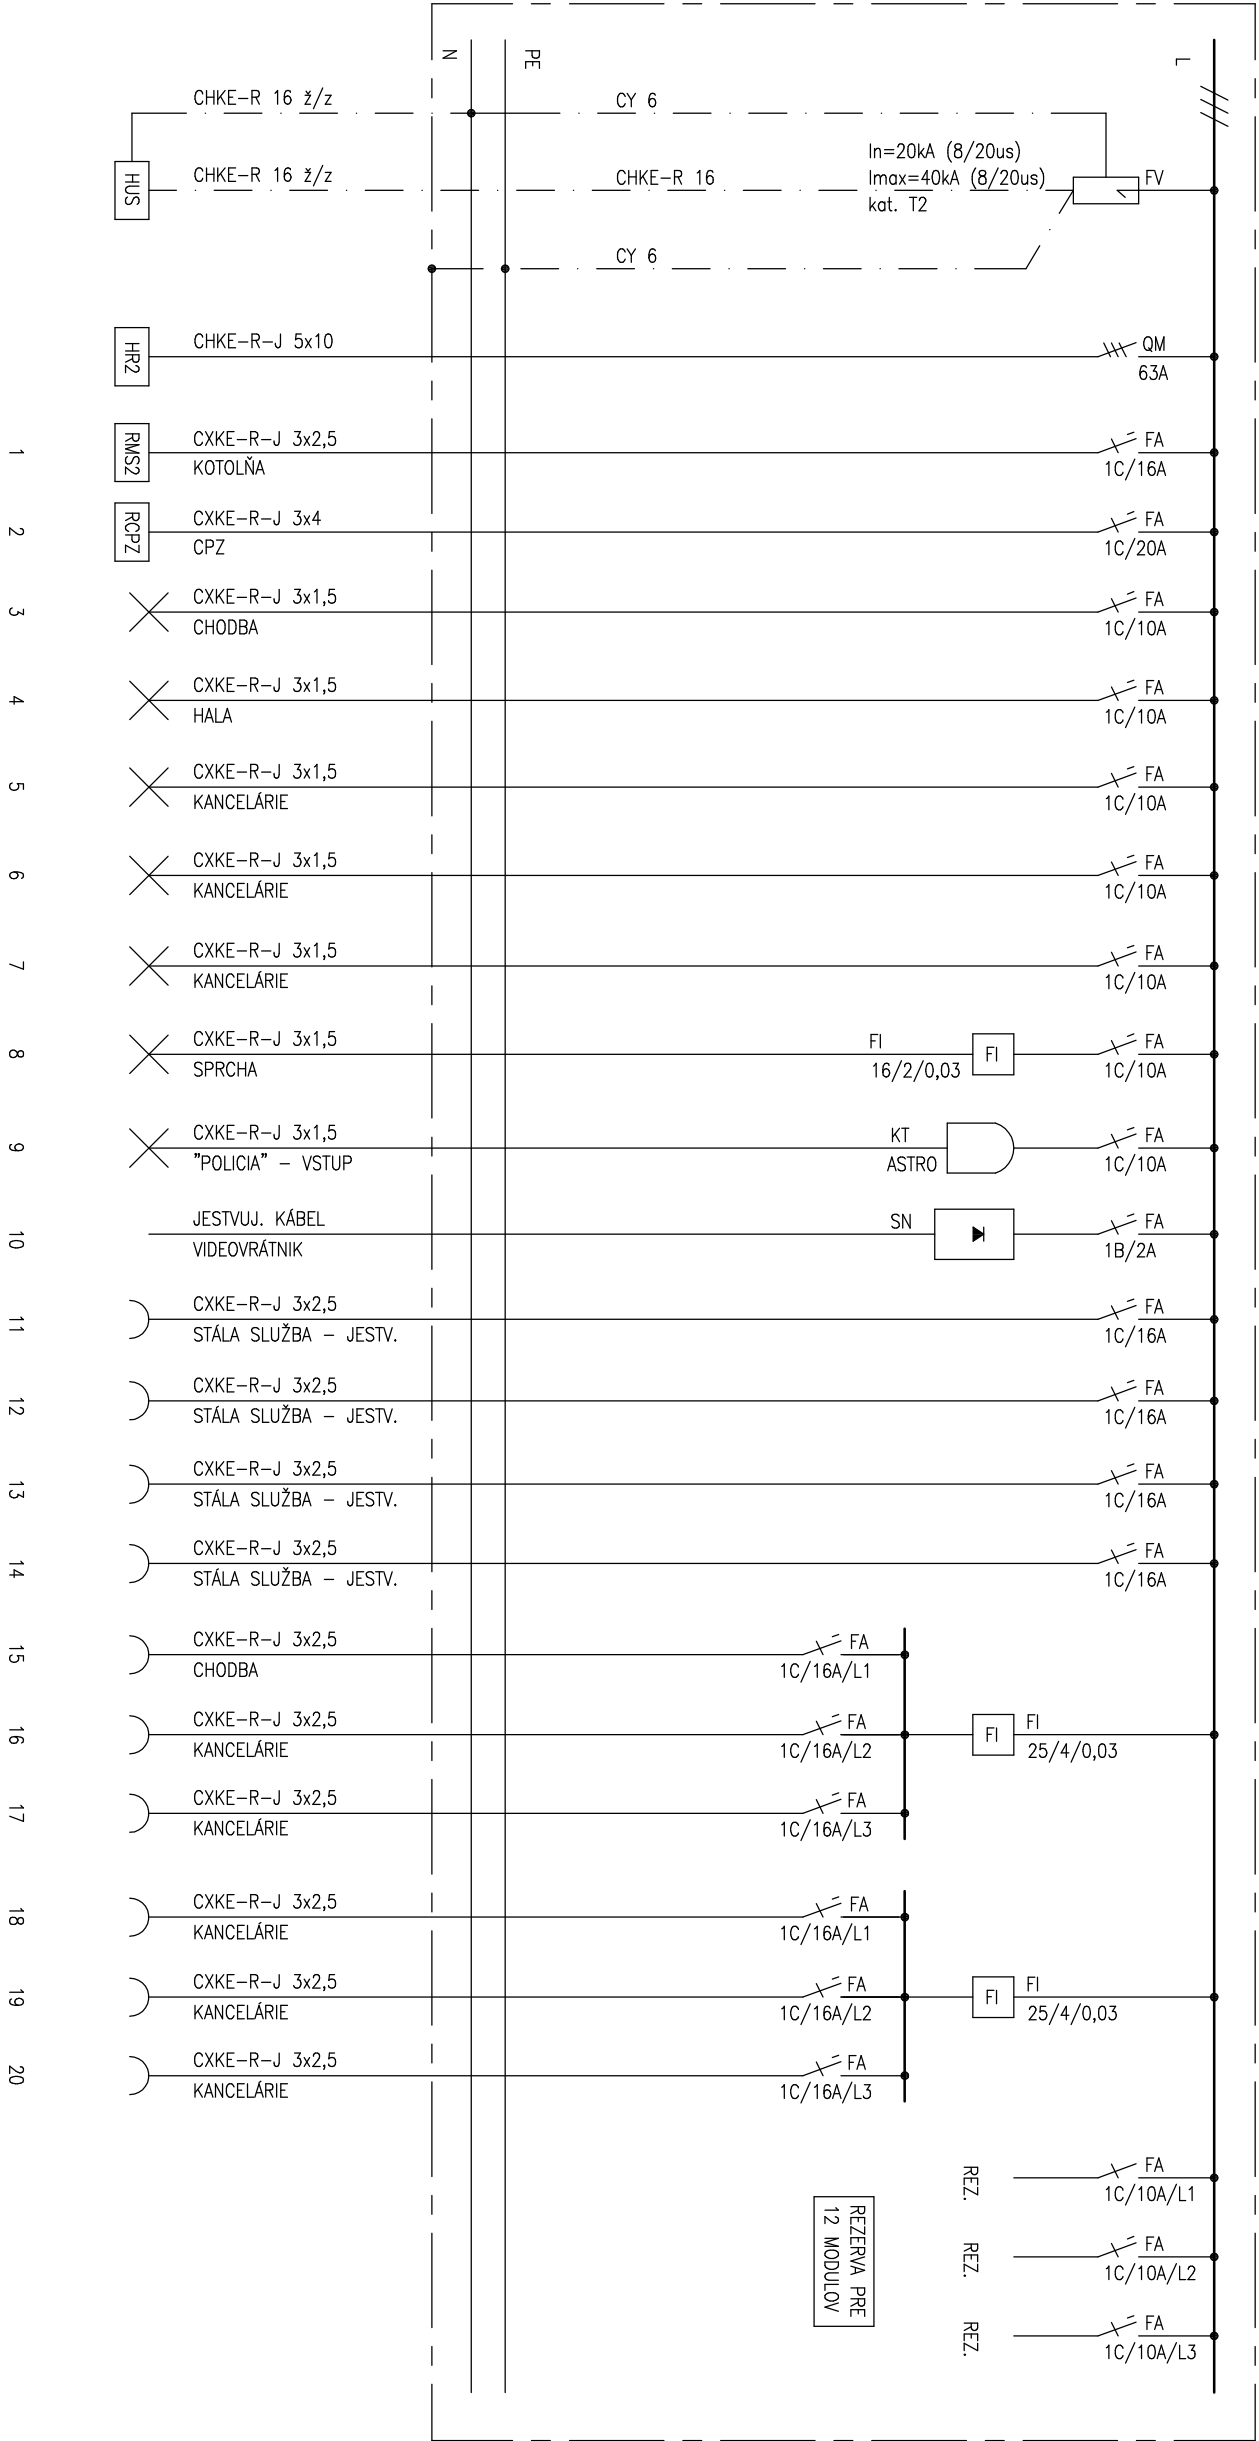 N
PE
L
CHKE-R 16 ž/z
CY 6
HUS
CHKE-R 16 ž/z
CHKE-R 16
In=20kA (8/20us)
Imax=40kA (8/20us)
kat. T2
FV
CY 6
HR2
CHKE-R-J 5x10
QM
63A
1
RMS2
CXKE-R-J 3x2,5
KOTOLŇA
FA
1C/16A
2
RCPZ
CXKE-R-J 3x4
CPZ
FA
1C/20A
3
CXKE-R-J 3x1,5
CHODBA
FA
1C/10A
4
CXKE-R-J 3x1,5
HALA
FA
1C/10A
5
CXKE-R-J 3x1,5
KANCELÁRIE
FA
1C/10A
6
CXKE-R-J 3x1,5
KANCELÁRIE
FA
1C/10A
7
CXKE-R-J 3x1,5
KANCELÁRIE
FA
1C/10A
8
CXKE-R-J 3x1,5
SPRCHA
FI
16/2/0,03
FI
FA
1C/10A
9
CXKE-R-J 3x1,5
"POLICIA" - VSTUP
KT
ASTRO
FA
1C/10A
10
JESTVUJ. KÁBEL
VIDEOVRÁTNIK
SN
FA
1B/2A
11
CXKE-R-J 3x2,5
STÁLA SLUŽBA - JESTV.
FA
1C/16A
12
CXKE-R-J 3x2,5
STÁLA SLUŽBA - JESTV.
FA
1C/16A
13
CXKE-R-J 3x2,5
STÁLA SLUŽBA - JESTV.
FA
1C/16A
14
CXKE-R-J 3x2,5
STÁLA SLUŽBA - JESTV.
FA
1C/16A
15
CXKE-R-J 3x2,5
CHODBA
FA
1C/16A/L1
16
CXKE-R-J 3x2,5
KANCELÁRIE
FA
1C/16A/L2
FI
FI
25/4/0,03
17
CXKE-R-J 3x2,5
KANCELÁRIE
FA
1C/16A/L3
18
CXKE-R-J 3x2,5
KANCELÁRIE
FA
1C/16A/L1
19
CXKE-R-J 3x2,5
KANCELÁRIE
FA
1C/16A/L2
FI
FI
25/4/0,03
20
CXKE-R-J 3x2,5
KANCELÁRIE
FA
1C/16A/L3
REZ.
FA
1C/10A/L1
REZERVA PRE
12 MODULOV
REZ.
FA
1C/10A/L2
REZ.
FA
1C/10A/L3